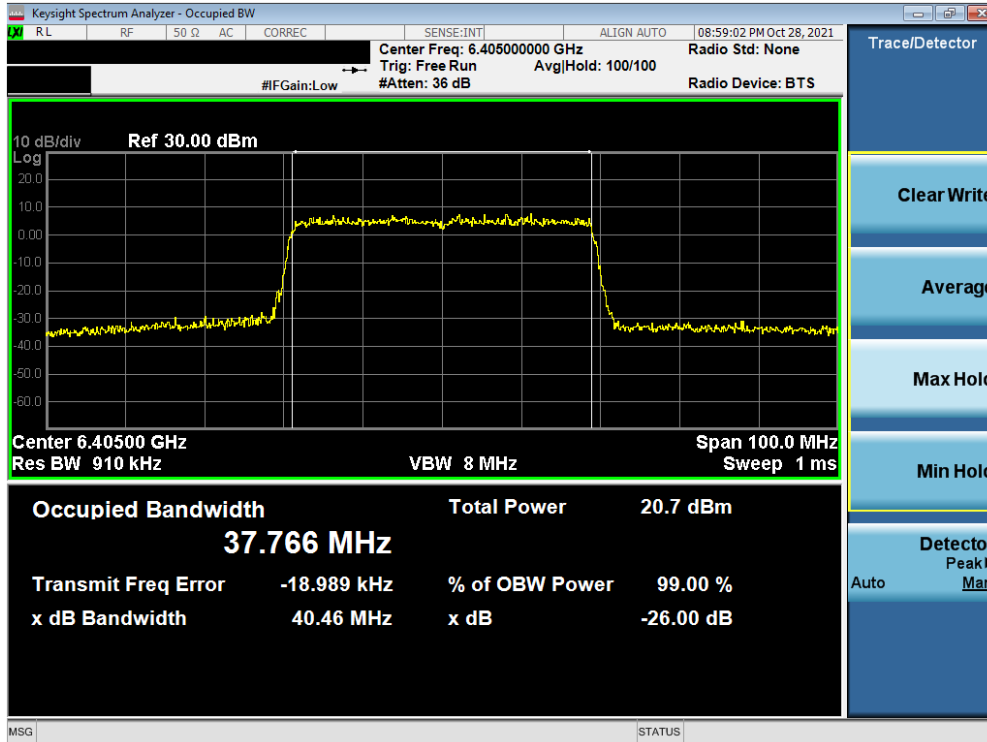 Keysight Spectrum Analyzer - Occupied BW
LXI RL RF 50 Ω AC CORREC SENSE:INT ALIGN AUTO 08:59:02 PM Oct 28, 2021
Center Freq: 6.405000000 GHz Radio Std: None
Trig: Free Run Avg|Hold: 100/100
#IFGain:Low #Atten: 36 dB Radio Device: BTS
Trace/Detector
10 dB/div Ref 30.00 dBm
Log
20.0
10.0
0.00
-10.0
-20.0
-30.0
-40.0
-50.0
-60.0
Center 6.40500 GHz Span 100.0 MHz
Res BW 910 kHz VBW 8 MHz Sweep 1 ms
Occupied Bandwidth Total Power 20.7 dBm
37.766 MHz
Transmit Freq Error -18.989 kHz % of OBW Power 99.00 %
x dB Bandwidth 40.46 MHz x dB -26.00 dB
Clear Write
Average
Max Hold
Min Hold
Detecto
Peak
Auto Man
MSG STATUS